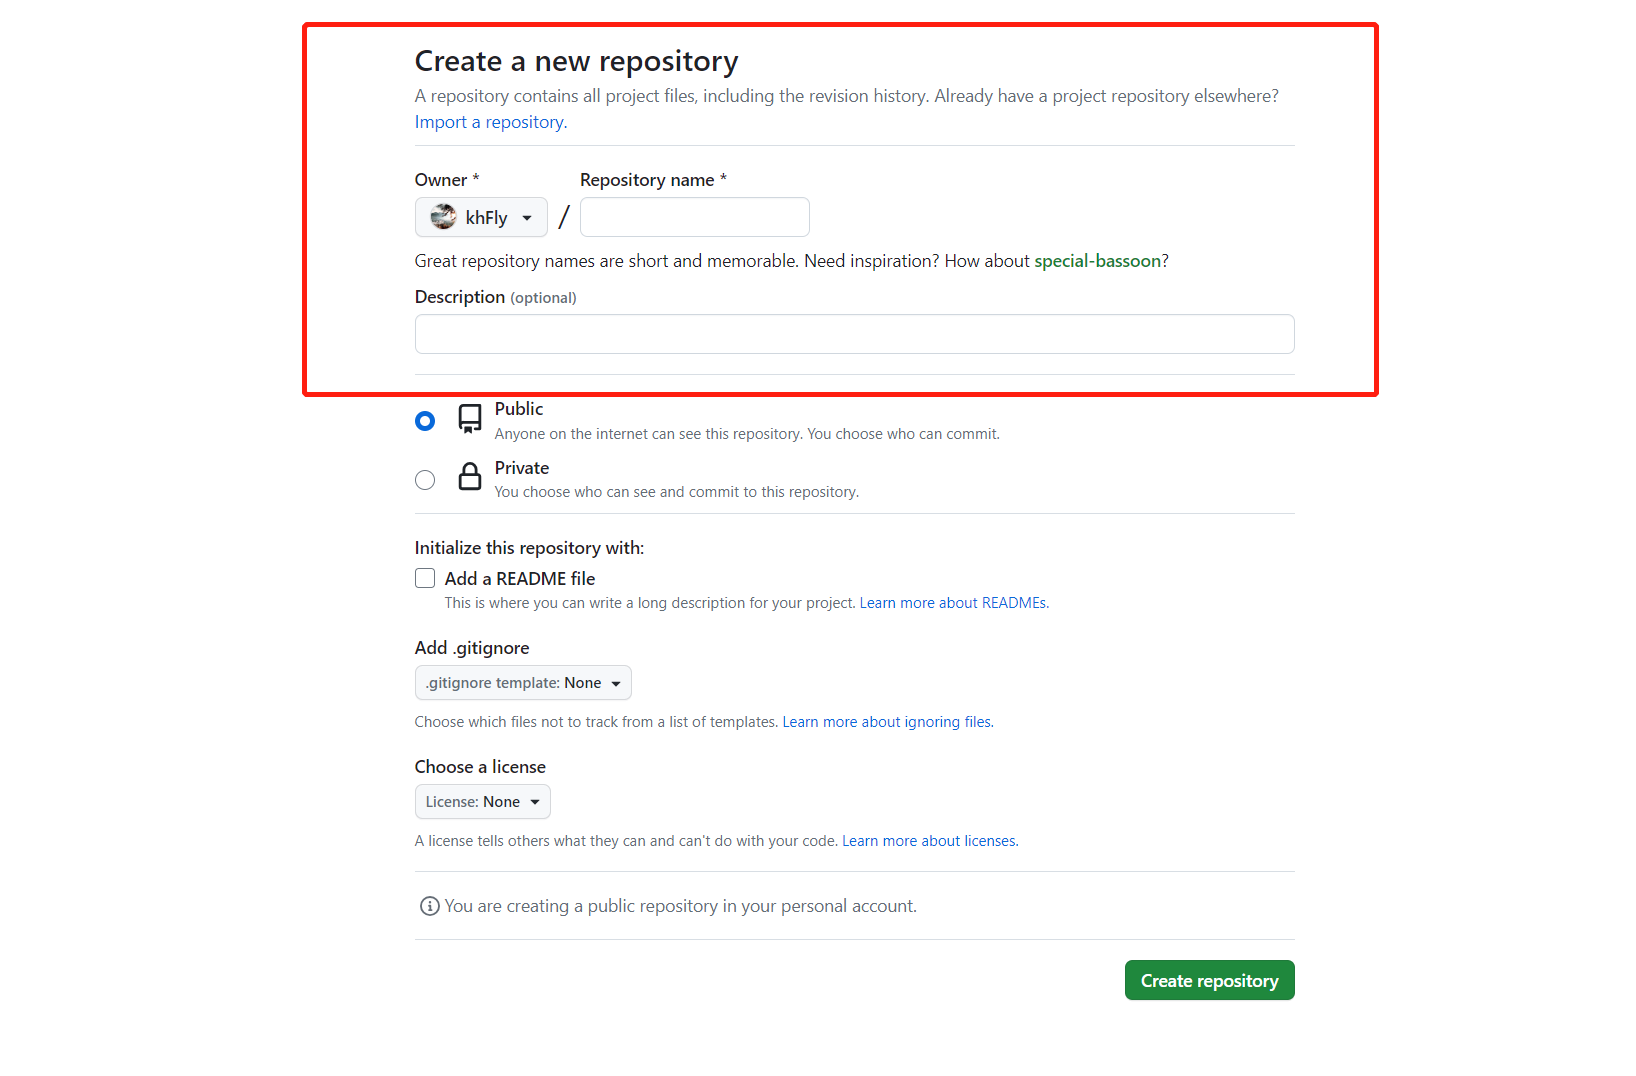 Create a new repository
A repository contains all project files, including the revision history. Already have a project repository elsewhere?
Import a repository.
Owner * Repository name *
khFly /
Great repository names are short and memorable. Need inspiration? How about special-bassoon?
Description (optional)
Public
Anyone on the internet can see this repository. You choose who can commit.
Private
You choose who can see and commit to this repository.
Initialize this repository with:
Add a README file
This is where you can write a long description for your project. Learn more about READMEs.
Add .gitignore
.gitignore template: None
Choose which files not to track from a list of templates. Learn more about ignoring files.
Choose a license
License: None
A license tells others what they can and can't do with your code. Learn more about licenses.
You are creating a public repository in your personal account.
Create repository